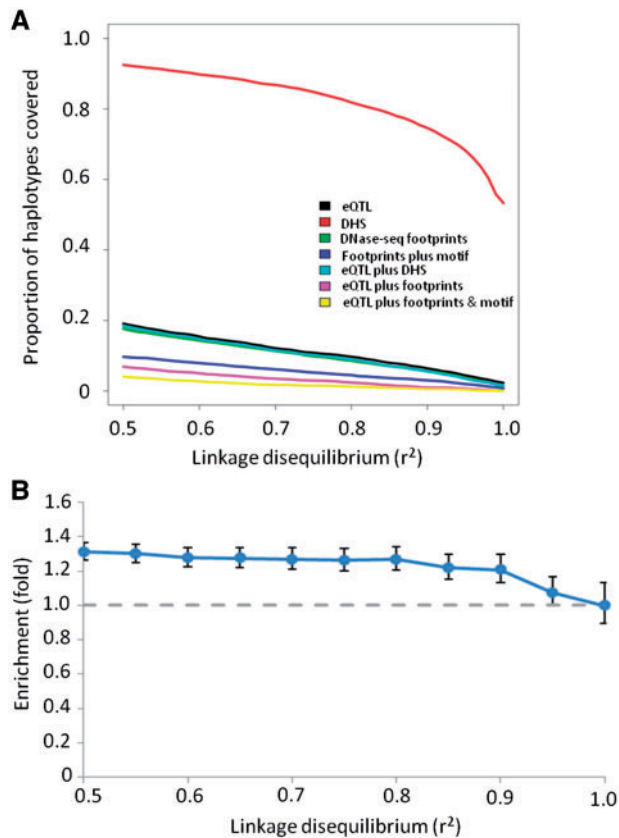 A
Proportion of haplotypes covered
1.0
0.8
0.6
0.4
0.2
0
eQTL
DHS
DNase-seq footprints
Footprints plus motif
eQTL plus DHS
eQTL plus footprints
eQTL plus footprints & motif
0.5 0.6 0.7 0.8 0.9 1.0
Linkage disequilibrium (r²)
B
Enrichment (fold)
1.6
1.4
1.2
1.0
0.8
0.6
0.4
0.2
0
0.5 0.6 0.7 0.8 0.9 1.0
Linkage disequilibrium (r²)